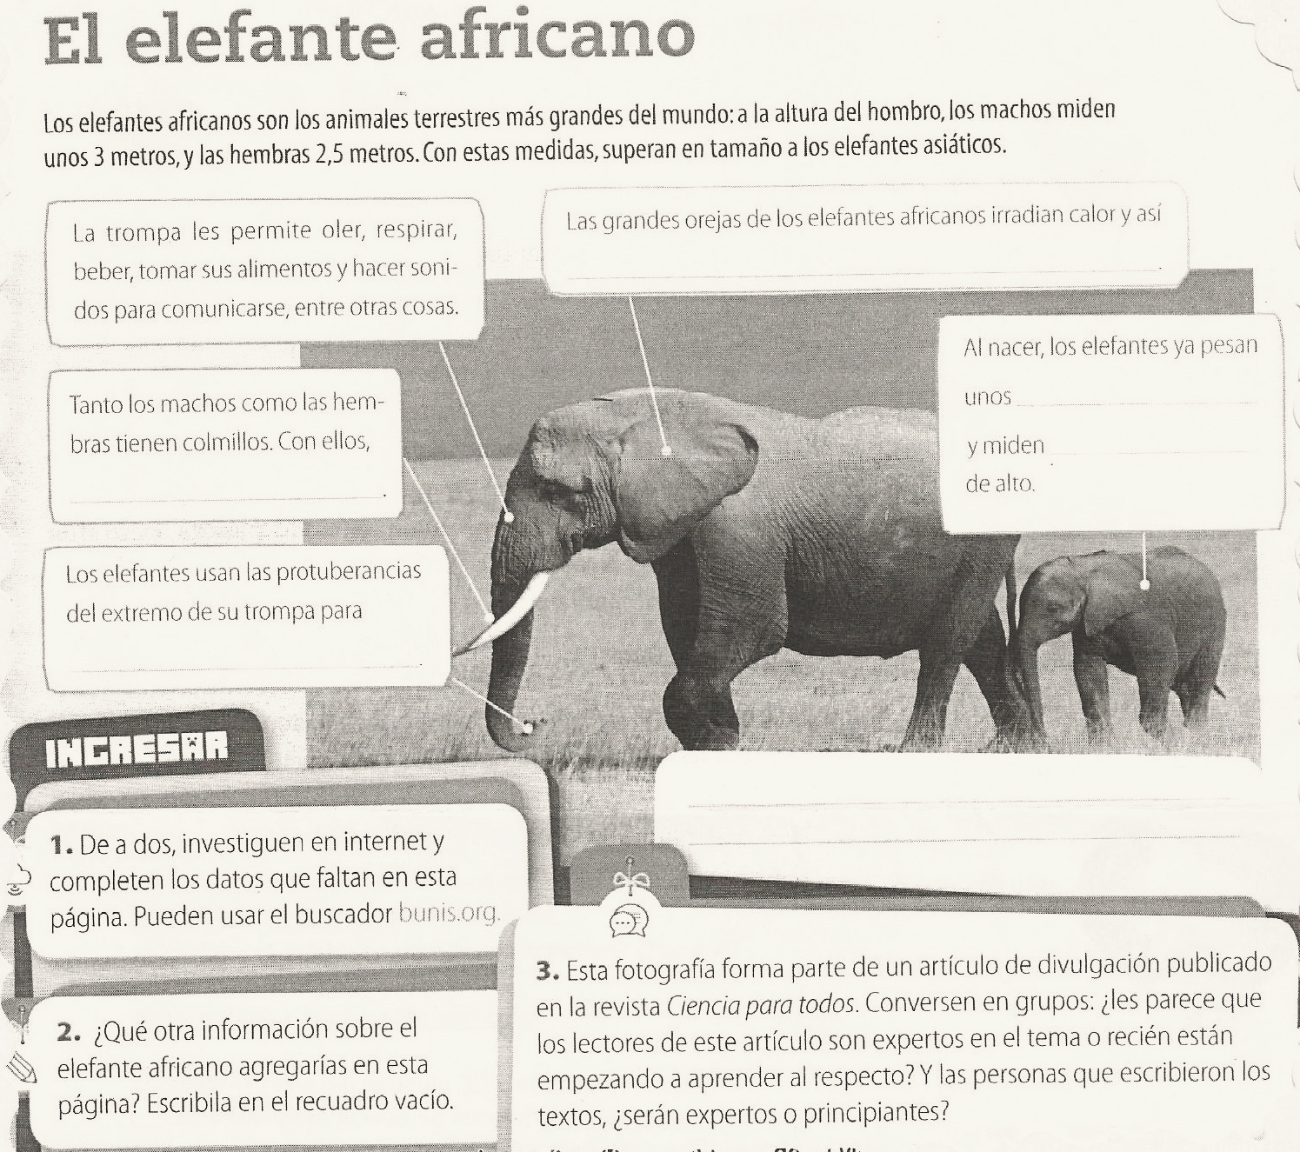 El elefante africano
Los elefantes africanos son los animales terrestres más grandes del mundo: a la altura del hombro, los machos miden
unos 3 metros, y las hembras 2,5 metros. Con estas medidas, superan en tamaño a los elefantes asiáticos.
La trompa les permite oler, respirar,
beber, tomar sus alimentos y hacer soni-
dos para comunicarse, entre otras cosas.
Las grandes orejas de los elefantes africanos irradian calor y así
Al nacer, los elefantes ya pesan
unos
y miden
de alto.
Tanto los machos como las hem-
bras tienen colmillos. Con ellos,
Los elefantes usan las protuberancias
del extremo de su trompa para
INGRESAR
1. De a dos, investiguen en internet y
completen los datos que faltan en esta
página. Pueden usar el buscador bunis.org.
2. ¿Qué otra información sobre el
elefante africano agregarías en esta
página? Escribila en el recuadro vacío.
3. Esta fotografía forma parte de un artículo de divulgación publicado
en la revista Ciencia para todos. Conversen en grupos: ¿les parece que
los lectores de este artículo son expertos en el tema o recién están
empezando a aprender al respecto? Y las personas que escribieron los
textos, ¿serán expertos o principiantes?